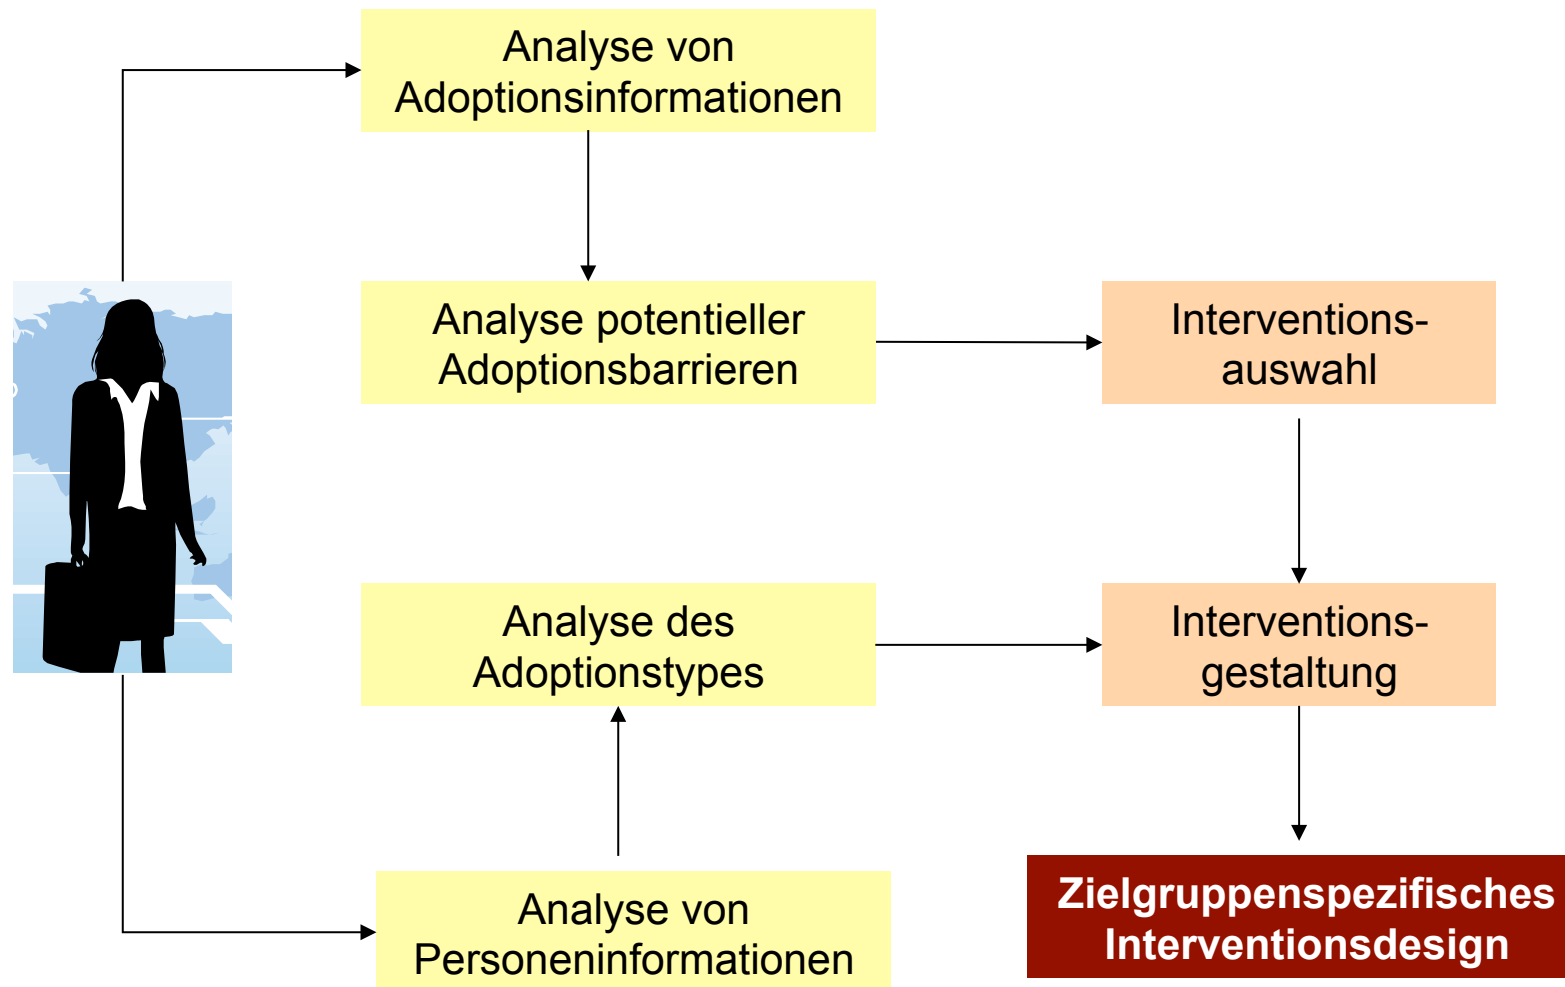 Analyse von
Adoptionsinformationen
Analyse potentieller
Adoptionsbarrieren
Interventions-
auswahl
Analyse des
Adoptionstypes
Interventions-
gestaltung
Analyse von
Personeninformationen
Zielgruppenspezifisches
Interventionsdesign